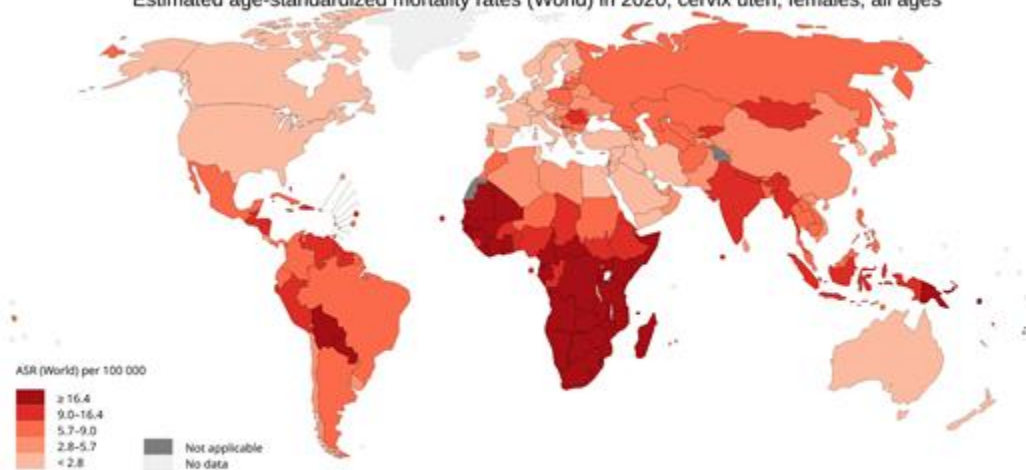 Estimated age-standardized mortality rates (World) in 2020, cervix uteri, females, all ages
ASR (World) per 100 000
≥ 16.4
9.0–16.4
5.7–9.0
2.8–5.7
< 2.8
Not applicable
No data